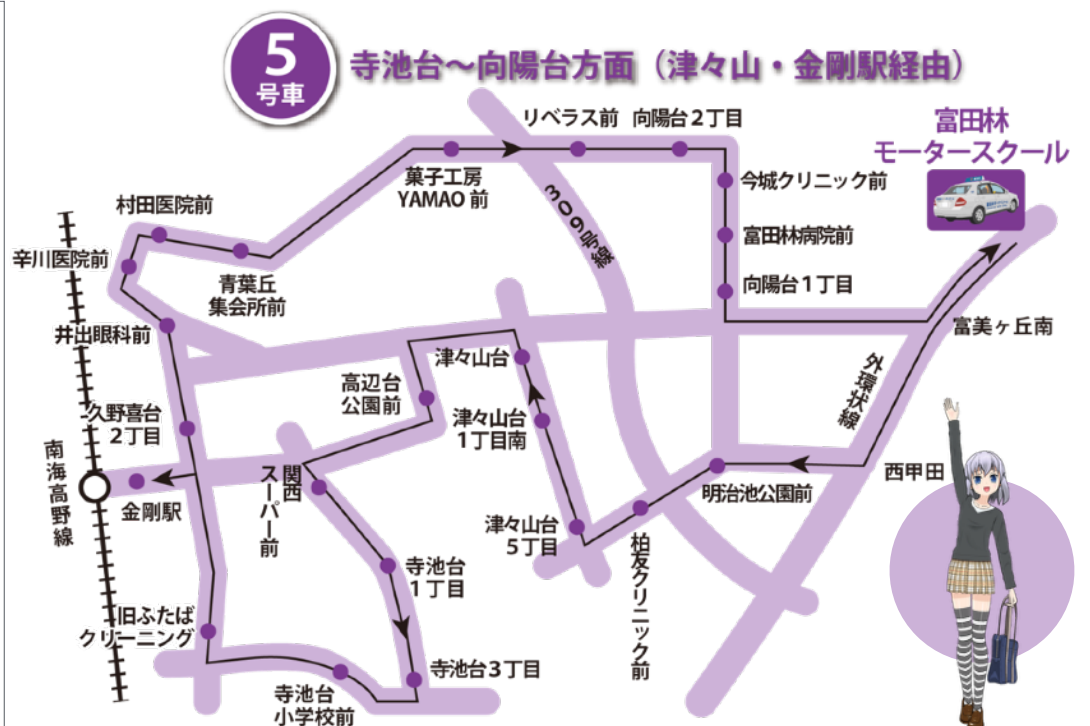 5
号車
寺池台～向陽台方面（津々山・金剛駅経由）
リベラス前
向陽台２丁目
富田林
モータースクール
菓子工房
YAMAO前
今城クリニック前
村田医院前
309号線
辛川医院前
富田林病院前
青葉丘
集会所前
向陽台１丁目
井出眼科前
富美ヶ丘南
津々山台
外環状線
高辺台
公園前
久野喜台
２丁目
津々山台
１丁目南
南海高野線
関西
スーパー前
西甲田
明治池公園前
金剛駅
津々山台
５丁目
柏友クリニック前
寺池台
１丁目
旧ふたば
クリーニング
寺池台３丁目
寺池台
小学校前